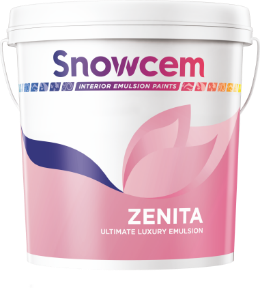 Snowcem
INTERIOR EMULSION PAINTS
ZENITA
ULTIMATE LUXURY EMULSION